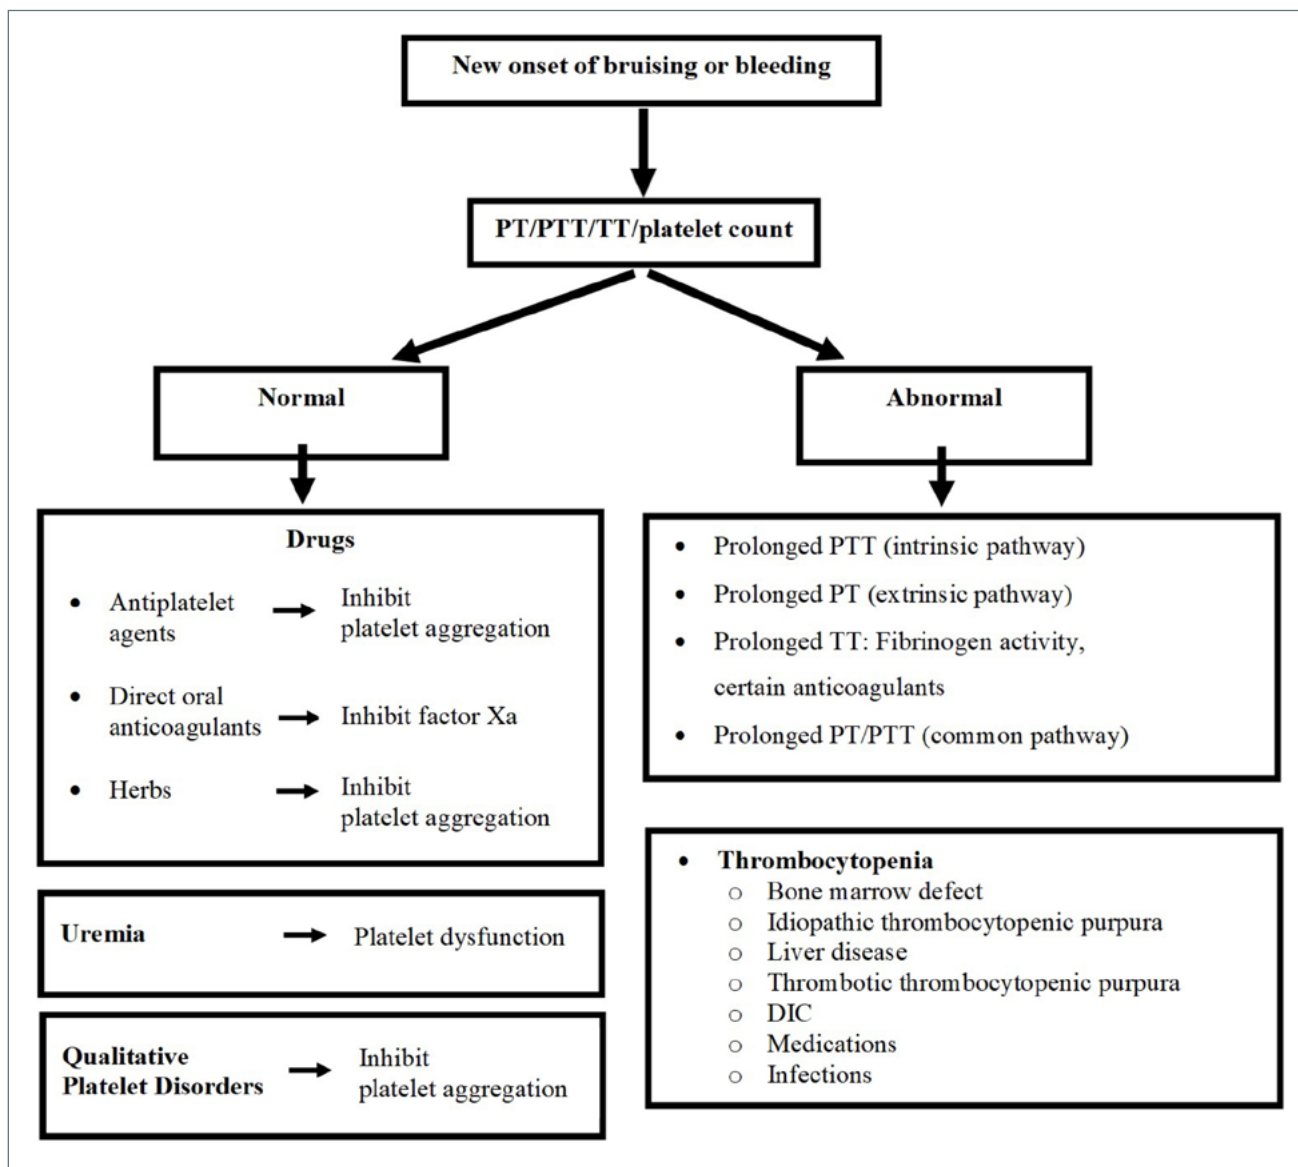 New onset of bruising or bleeding
PT/PTT/TT/platelet count
Normal
Abnormal
Drugs
• Antiplatelet
agents
Inhibit
platelet aggregation
• Direct oral
anticoagulants
Inhibit factor Xa
• Herbs
Inhibit
platelet aggregation
Uremia
Platelet dysfunction
Qualitative
Platelet Disorders
Inhibit
platelet aggregation
• Prolonged PTT (intrinsic pathway)
• Prolonged PT (extrinsic pathway)
• Prolonged TT: Fibrinogen activity,
certain anticoagulants
• Prolonged PT/PTT (common pathway)
• Thrombocytopenia
o Bone marrow defect
o Idiopathic thrombocytopenic purpura
o Liver disease
o Thrombotic thrombocytopenic purpura
o DIC
o Medications
o Infections